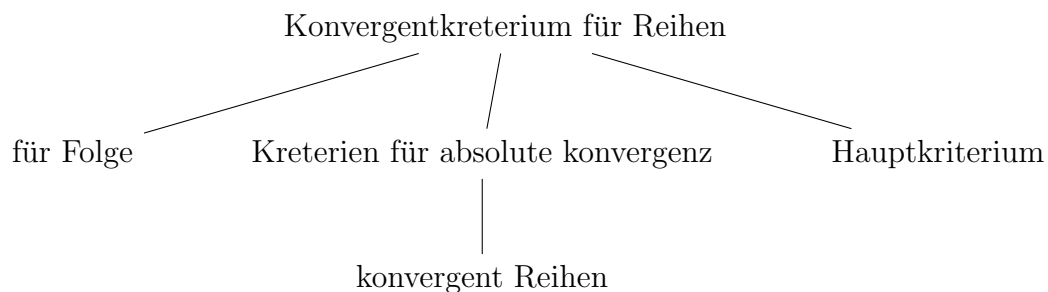 Konvergentkreterium für Reihen
für Folge
Kreterien für absolute konvergenz
Hauptkriterium
konvergent Reihen